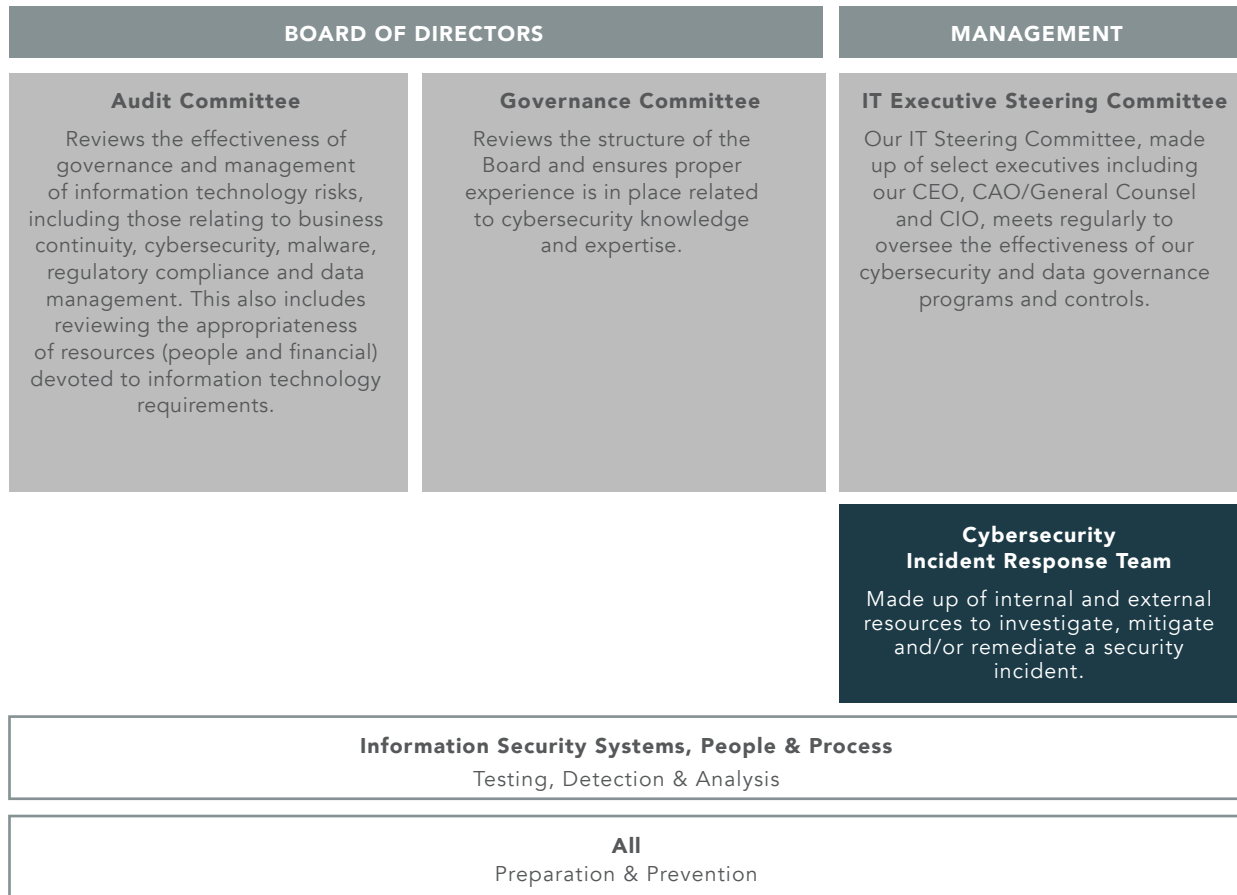 BOARD OF DIRECTORS
MANAGEMENT
Audit Committee
Reviews the effectiveness of
governance and management
of information technology risks,
including those relating to business
continuity, cybersecurity, malware,
regulatory compliance and data
management. This also includes
reviewing the appropriateness
of resources (people and financial)
devoted to information technology
requirements.
Governance Committee
Reviews the structure of the
Board and ensures proper
experience is in place related
to cybersecurity knowledge
and expertise.
IT Executive Steering Committee
Our IT Steering Committee, made
up of select executives including
our CEO, CAO/General Counsel
and CIO, meets regularly to
oversee the effectiveness of our
cybersecurity and data governance
programs and controls.
Cybersecurity
Incident Response Team
Made up of internal and external
resources to investigate, mitigate
and/or remediate a security
incident.
Information Security Systems, People & Process
Testing, Detection & Analysis
All
Preparation & Prevention